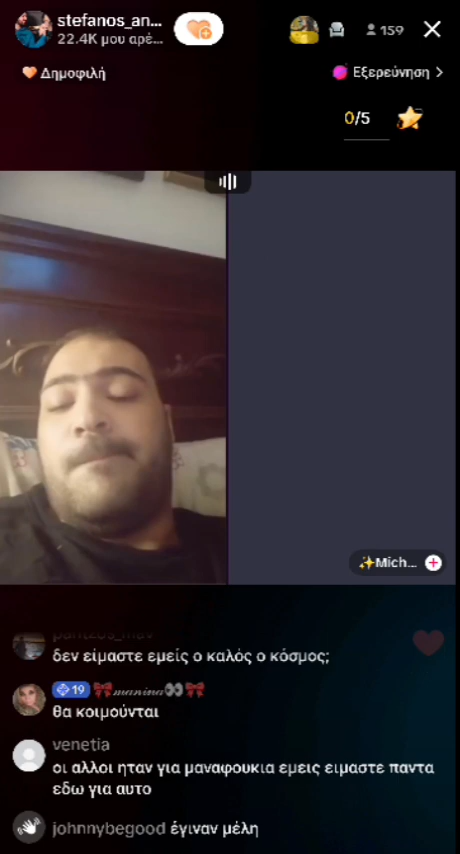 stefanos_an...
22.4K μου αρέ...
159
Δημοφιλή
Εξερεύνηση >
0/5
✨Mich...
δεν είμαστε εμείς ο καλός ο κόσμος;
19 🎀𝓂𝒶𝓃𝒾𝓃𝒶👀🎀
θα κοιμούνται
venetia
οι αλλοι ηταν για μαναφουκια εμεις ειμαστε παντα
εδω για αυτο
johnnybegood έγιναν μέλη